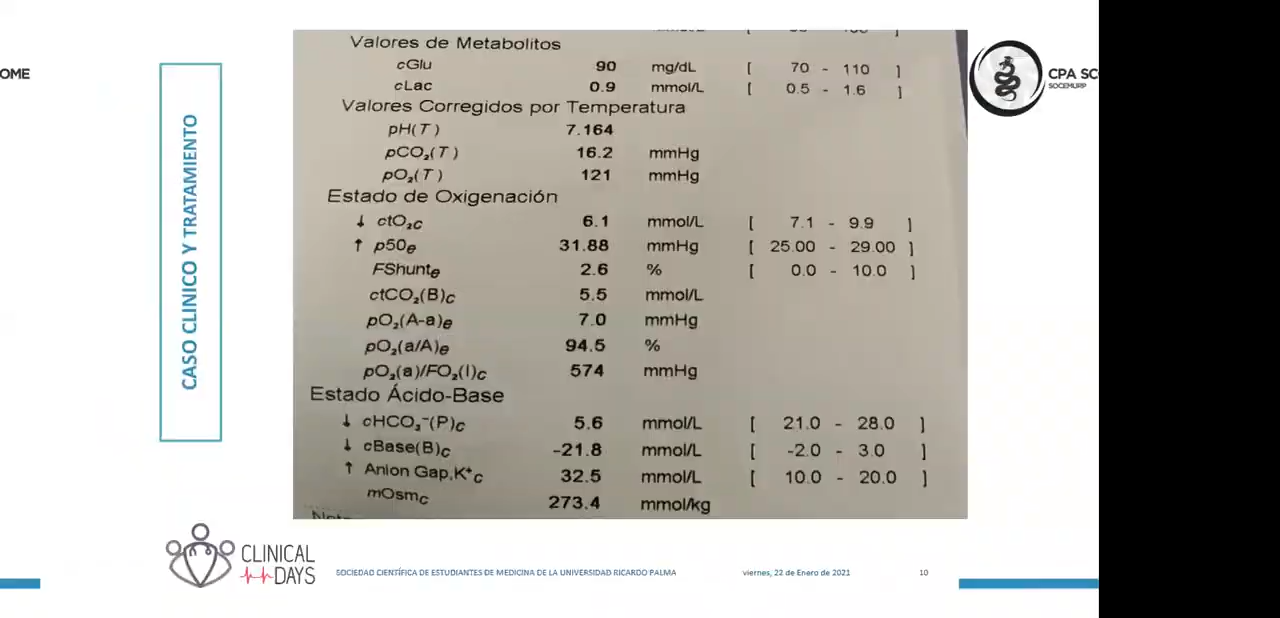 OME
CASO CLINICO Y TRATAMIENTO
Valores de Metabolitos
cGlu 90 mg/dL [ 70 - 110 ]
cLac 0.9 mmol/L [ 0.5 - 1.6 ]
Valores Corregidos por Temperatura
pH(T) 7.164
pCO₂(T) 16.2 mmHg
pO₂(T) 121 mmHg
Estado de Oxigenación
↓ ctO₂c 6.1 mmol/L [ 7.1 - 9.9 ]
↑ p50e 31.88 mmHg [ 25.00 - 29.00 ]
FShunte 2.6 % [ 0.0 - 10.0 ]
ctCO₂(B)c 5.5 mmol/L
pO₂(A-a)e 7.0 mmHg
pO₂(a/A)e 94.5 %
pO₂(a)/FO₂(I)c 574 mmHg
Estado Ácido-Base
↓ cHCO₃⁻(P)c 5.6 mmol/L [ 21.0 - 28.0 ]
↓ cBase(B)c -21.8 mmol/L [ -2.0 - 3.0 ]
↑ Anion Gap,K⁺c 32.5 mmol/L [ 10.0 - 20.0 ]
mOsmc 273.4 mmol/kg
CPA SC
SOCEMURP
CLINICAL
DAYS
SOCIEDAD CIENTÍFICA DE ESTUDIANTES DE MEDICINA DE LA UNIVERSIDAD RICARDO PALMA
viernes, 22 de Enero de 2021
10